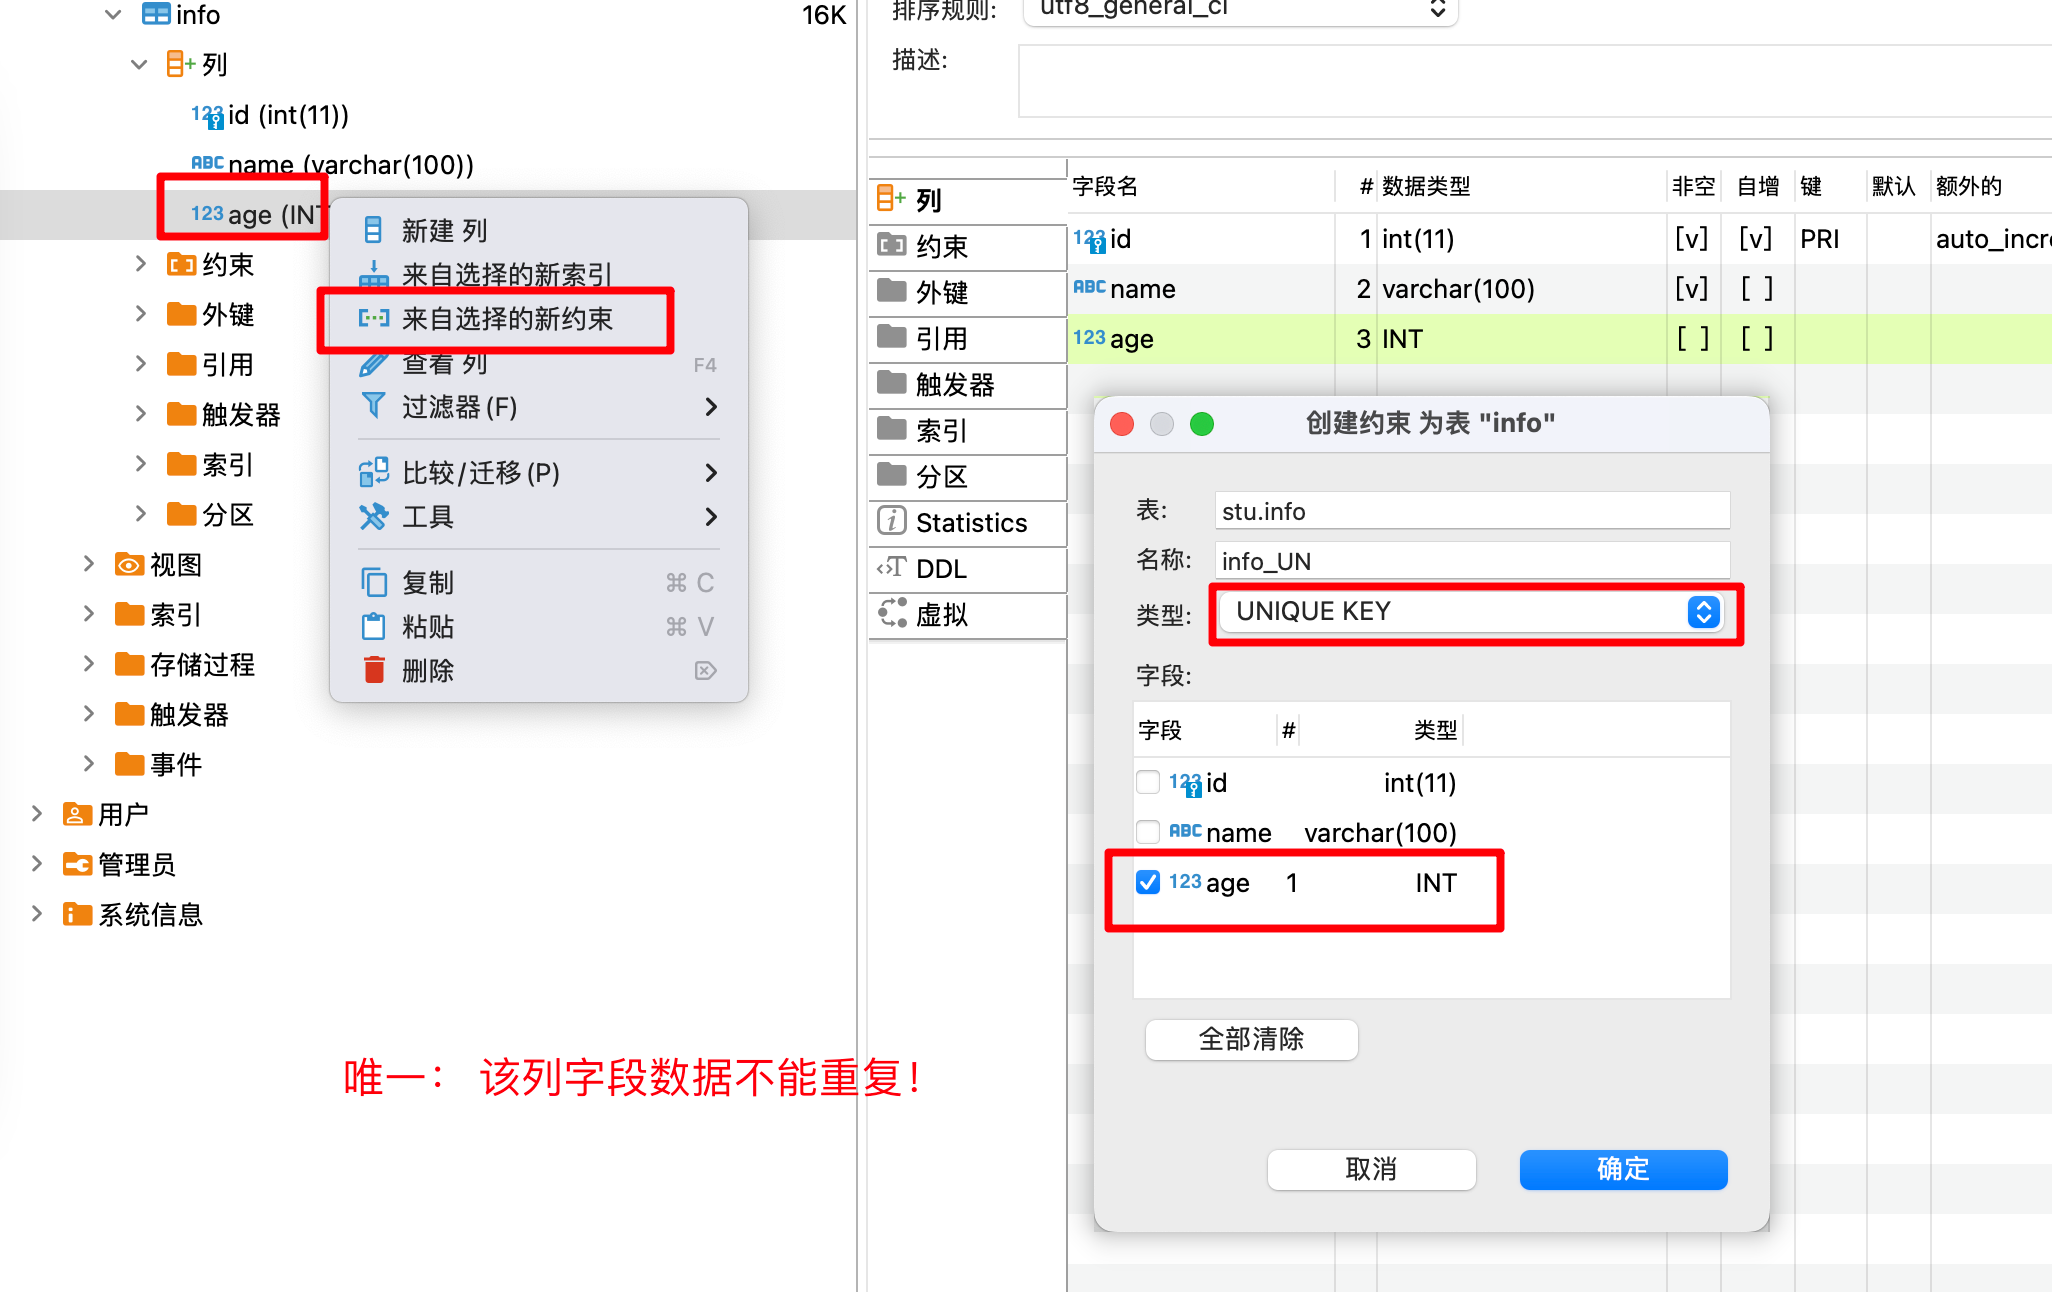 info 16K
列
id (int(11))
name (varchar(100))
age (INT
约束
外键
引用
触发器
索引
分区
视图
索引
存储过程
触发器
事件
用户
管理员
系统信息
新建 列
来自选择的新索引
来自选择的新约束
查看 列 F4
过滤器(F)
比较/迁移(P)
工具
复制 ⌘ C
粘贴 ⌘ V
删除
唯一： 该列字段数据不能重复！
排序规则: utf8_general_ci
描述:
列
约束
外键
引用
触发器
索引
分区
Statistics
DDL
虚拟
字段名 # 数据类型 非空 自增 键 默认 额外的
id 1 int(11) [v] [v] PRI auto_incr
name 2 varchar(100) [v] [ ]
age 3 INT [ ] [ ]
创建约束 为表 "info"
表: stu.info
名称: info_UN
类型: UNIQUE KEY
字段:
字段 # 类型
id int(11)
name varchar(100)
age 1 INT
全部清除
取消 确定